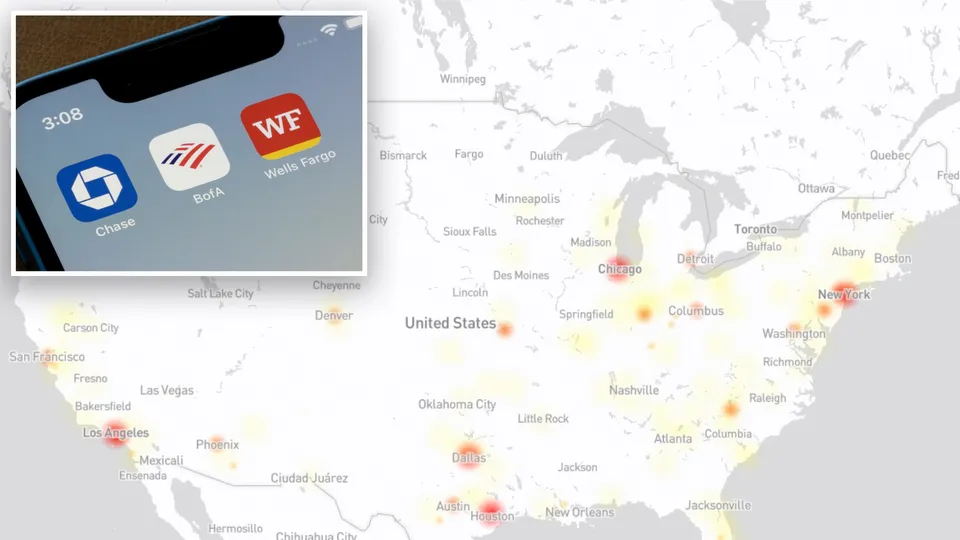 3:08
WF
Chase
BofA
Wells Fargo
Winnipeg
Bismarck
Fargo
Duluth
Quebec
Fred
Ottawa
Minneapolis
Montpelier
City
Rochester
Sioux Falls
Toronto
Buffalo
Madison
Albany
Boston
Detroit
Chicago
Des Moines
Salt Lake City
Cheyenne
Lincoln
New York
Denver
United States
Springfield
Columbus
Carson City
Washington
San Francisco
Richmond
Fresno
Las Vegas
Nashville
Raleigh
Bakersfield
Oklahoma City
Little Rock
Los Angeles
Phoenix
Atlanta
Columbia
Mexicali
Dallas
Ensenada
Ciudad Juárez
Jackson
Austin
Houston
New Orleans
Jacksonville
Hermosillo
Chihuahua City